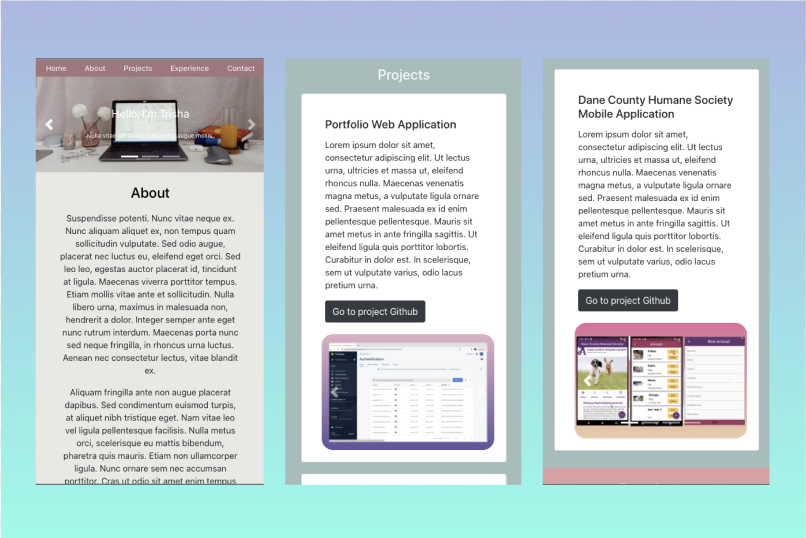 Home About Projects Experience Contact
Hello, I'm Trisha
Nulla vitae elit libero, a pharetra augue mollis.
About
Suspendisse potenti. Nunc vitae neque ex.
Nunc aliquam aliquet ex, non tempus quam
sollicitudin vulputate. Sed odio augue,
placerat nec luctus eu, eleifend eget orci. Sed
leo leo, egestas auctor placerat id, tincidunt
at ligula. Maecenas viverra porttitor tempus.
Etiam mollis vitae ante et sollicitudin. Nulla
libero urna, maximus in malesuada non,
hendrerit a dolor. Integer semper ante eget
nunc rutrum interdum. Maecenas porta nunc
sed neque fringilla, in rhoncus urna luctus.
Aenean nec consectetur lectus, vitae blandit
ex.
Aliquam fringilla ante non augue placerat
dapibus. Sed condimentum euismod turpis,
at aliquet nibh tristique eget. Nam vitae leo
vel ligula pellentesque facilisis. Nulla metus
orci, scelerisque eu mattis bibendum,
pharetra quis mauris. Etiam non ullamcorper
ligula. Nunc ornare sem nec accumsan
porttitor. Cras ut odio sit amet enim tempus
Projects
Portfolio Web Application
Lorem ipsum dolor sit amet,
consectetur adipiscing elit. Ut lectus
urna, ultricies et massa ut, eleifend
rhoncus nulla. Maecenas venenatis
magna metus, a vulputate ligula ornare
sed. Praesent malesuada ex id enim
pellentesque pellentesque. Mauris sit
amet metus in ante fringilla sagittis. Ut
eleifend ligula quis porttitor lobortis.
Curabitur in dolor est. In scelerisque,
sem ut vulputate varius, odio lacus
pretium urna.
Go to project Github
Authentication
Dane County Humane Society
Mobile Application
Lorem ipsum dolor sit amet,
consectetur adipiscing elit. Ut lectus
urna, ultricies et massa ut, eleifend
rhoncus nulla. Maecenas venenatis
magna metus, a vulputate ligula ornare
sed. Praesent malesuada ex id enim
pellentesque pellentesque. Mauris sit
amet metus in ante fringilla sagittis. Ut
eleifend ligula quis porttitor lobortis.
Curabitur in dolor est. In scelerisque,
sem ut vulputate varius, odio lacus
pretium urna.
Go to project Github
Dane County Humane Society
New Animal